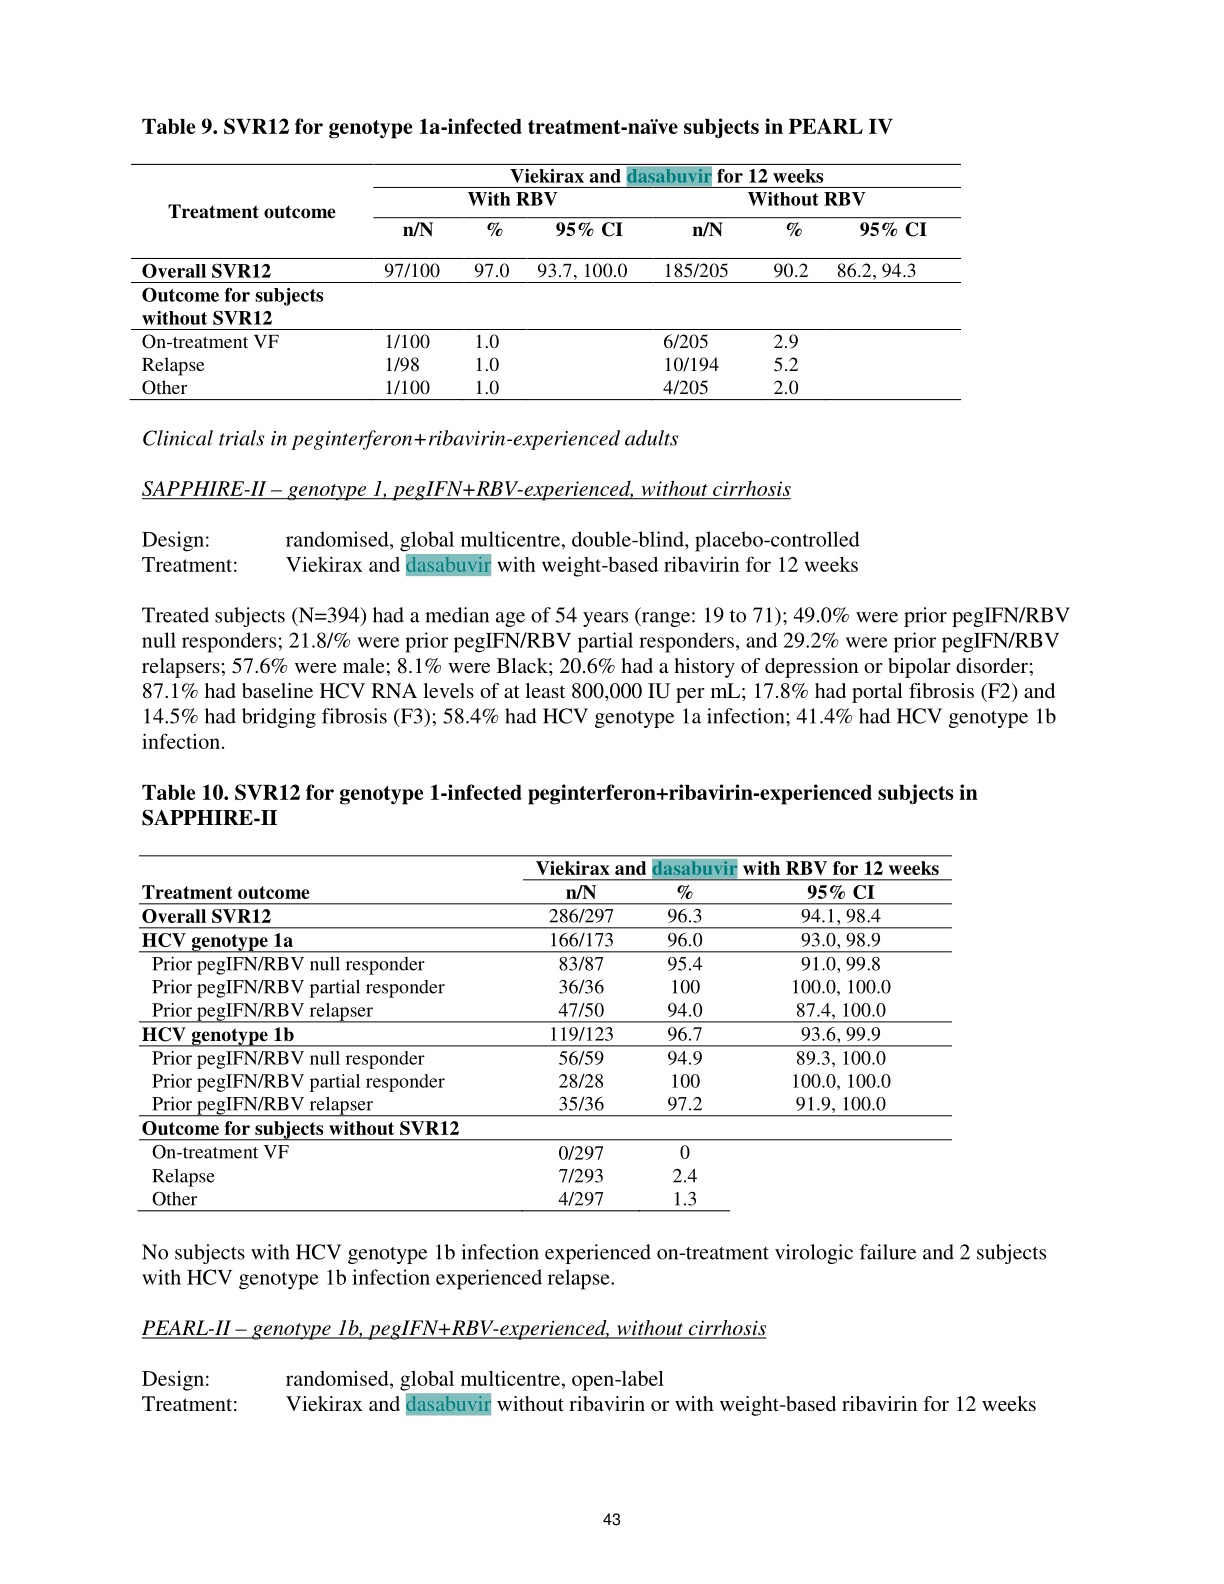 Table 9. SVR12 for genotype 1a-infected treatment-naïve subjects in PEARL IV
Viekirax and dasabuvir for 12 weeks
Treatment outcome With RBV Without RBV
n/N % 95% CI n/N % 95% CI
Overall SVR12 97/100 97.0 93.7, 100.0 185/205 90.2 86.2, 94.3
Outcome for subjects
without SVR12
On-treatment VF 1/100 1.0 6/205 2.9
Relapse 1/98 1.0 10/194 5.2
Other 1/100 1.0 4/205 2.0
Clinical trials in peginterferon+ribavirin-experienced adults
SAPPHIRE-II – genotype 1, pegIFN+RBV-experienced, without cirrhosis
Design: randomised, global multicentre, double-blind, placebo-controlled
Treatment: Viekirax and dasabuvir with weight-based ribavirin for 12 weeks
Treated subjects (N=394) had a median age of 54 years (range: 19 to 71); 49.0% were prior pegIFN/RBV
null responders; 21.8/% were prior pegIFN/RBV partial responders, and 29.2% were prior pegIFN/RBV
relapsers; 57.6% were male; 8.1% were Black; 20.6% had a history of depression or bipolar disorder;
87.1% had baseline HCV RNA levels of at least 800,000 IU per mL; 17.8% had portal fibrosis (F2) and
14.5% had bridging fibrosis (F3); 58.4% had HCV genotype 1a infection; 41.4% had HCV genotype 1b
infection.
Table 10. SVR12 for genotype 1-infected peginterferon+ribavirin-experienced subjects in
SAPPHIRE-II
Viekirax and dasabuvir with RBV for 12 weeks
Treatment outcome n/N % 95% CI
Overall SVR12 286/297 96.3 94.1, 98.4
HCV genotype 1a 166/173 96.0 93.0, 98.9
Prior pegIFN/RBV null responder 83/87 95.4 91.0, 99.8
Prior pegIFN/RBV partial responder 36/36 100 100.0, 100.0
Prior pegIFN/RBV relapser 47/50 94.0 87.4, 100.0
HCV genotype 1b 119/123 96.7 93.6, 99.9
Prior pegIFN/RBV null responder 56/59 94.9 89.3, 100.0
Prior pegIFN/RBV partial responder 28/28 100 100.0, 100.0
Prior pegIFN/RBV relapser 35/36 97.2 91.9, 100.0
Outcome for subjects without SVR12
On-treatment VF 0/297 0
Relapse 7/293 2.4
Other 4/297 1.3
No subjects with HCV genotype 1b infection experienced on-treatment virologic failure and 2 subjects
with HCV genotype 1b infection experienced relapse.
PEARL-II – genotype 1b, pegIFN+RBV-experienced, without cirrhosis
Design: randomised, global multicentre, open-label
Treatment: Viekirax and dasabuvir without ribavirin or with weight-based ribavirin for 12 weeks
43